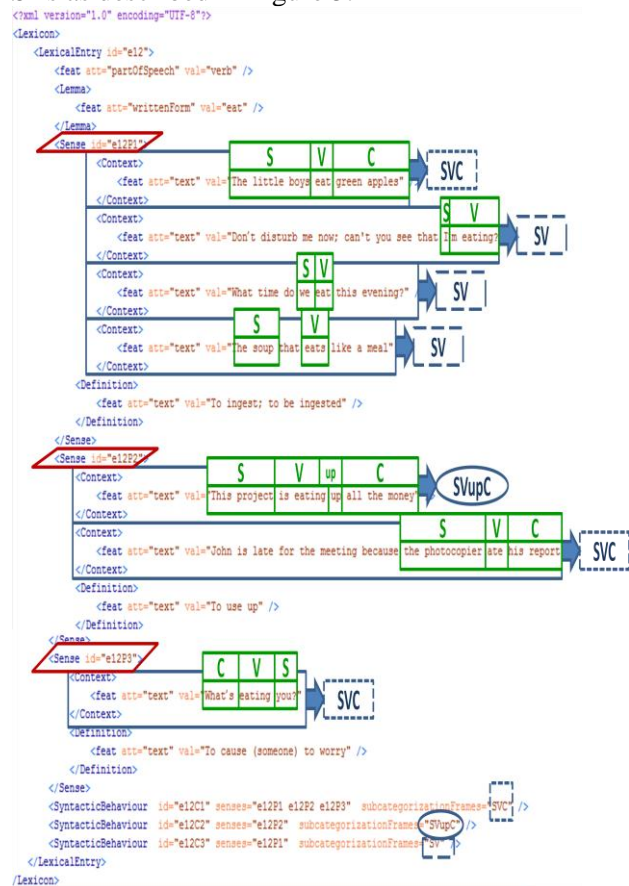 as described in Figure
<?xml version="1.0" encoding="UTF-8"?>
<Lexicon>
<LexicalEntry id="e12">
<feat att="partOfSpeech" val="verb" />
<Lemma>
<feat att="writtenForm" val="eat" />
</Lemma>
<Sense id="e12P1">
S V C
<Context>
SVC
<feat att="text" val="The little boys eat green apples"
</Context>
<Context>
S V
<feat att="text" val="Don't disturb me now; can't you see that I'm eating?
SV
</Context>
<Context>
S V
<feat att="text" val="What time do we eat this evening?" /
SV
</Context>
<Context>
S V
<feat att="text" val="The soup that eats like a meal"
SV
</Context>
<Definition>
<feat att="text" val="To ingest; to be ingested" />
</Definition>
</Sense>
<Sense id="e12P2">
S V up C
<Context>
<feat att="text" val="This project is eating up all the money"
SVupC
</Context>
<Context>
S V C
<feat att="text" val="John is late for the meeting because the photocopier ate his report
SVC
</Context>
<Definition>
<feat att="text" val="To use up" />
</Definition>
</Sense>
<Sense id="e12P3">
C V S
<Context>
<feat att="text" val="What's eating you?"
SVC
</Context>
<Definition>
<feat att="text" val="To cause (someone) to worry" />
</Definition>
</Sense>
<SyntacticBehaviour id="e12C1" senses="e12P1 e12P2 e12P3" subcategorizationFrames="SVC" />
<SyntacticBehaviour id="e12C2" senses="e12P2" subcategorizationFrames="SVupC" />
<SyntacticBehaviour id="e12C3" senses="e12P1" subcategorizationFrames="SV" />
</LexicalEntry>
/Lexicon>